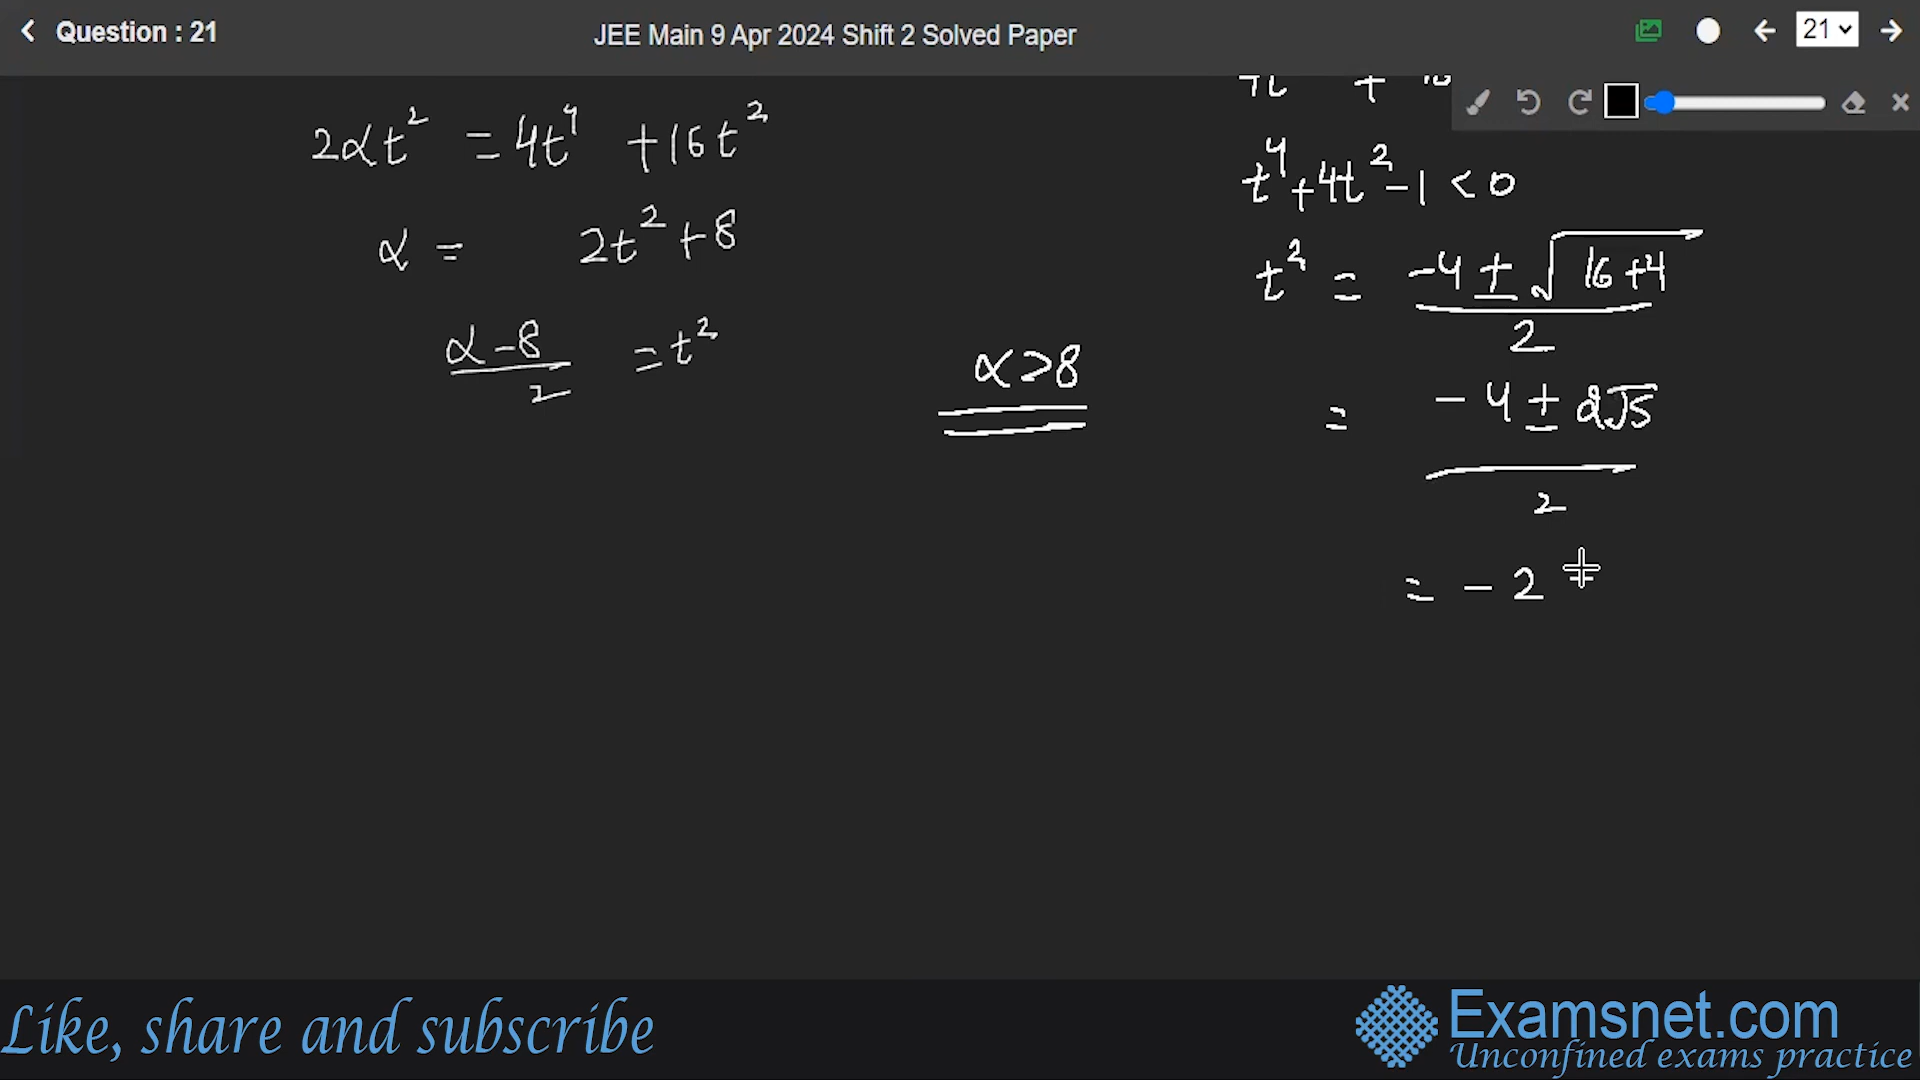 Question : 21
JEE Main 9 Apr 2024 Shift 2 Solved Paper
21
2αt² = 4t⁴ + 16t²
α = 2t² + 8
α - 8 / 2 = t²
α > 8
t⁴ + 4t² - 1 < 0
t² = -4 ± √16 + 4 / 2
= -4 ± 2√5 / 2
= -2
Like, share and subscribe
Examsnet.com
Unconfined exams practice